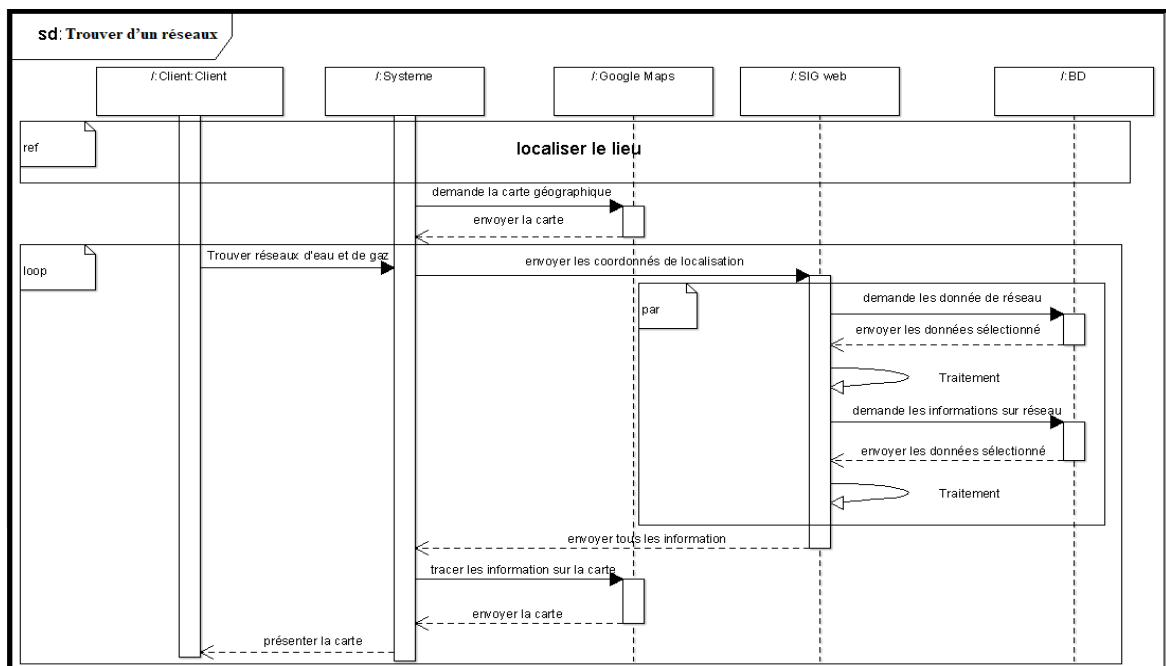 sd: Trouver d'un réseaux
/:Client:Client
/:Systeme
/:Google Maps
/:SIG web
/:BD
ref
localiser le lieu
demande la carte géographique
envoyer la carte
loop
Trouver réseaux d'eau et de gaz
envoyer les coordonnés de localisation
par
demande les donnée de réseau
envoyer les données sélectionné
Traitement
demande les informations sur réseau
envoyer les données sélectionné
Traitement
envoyer tous les information
tracer les information sur la carte
envoyer la carte
présenter la carte